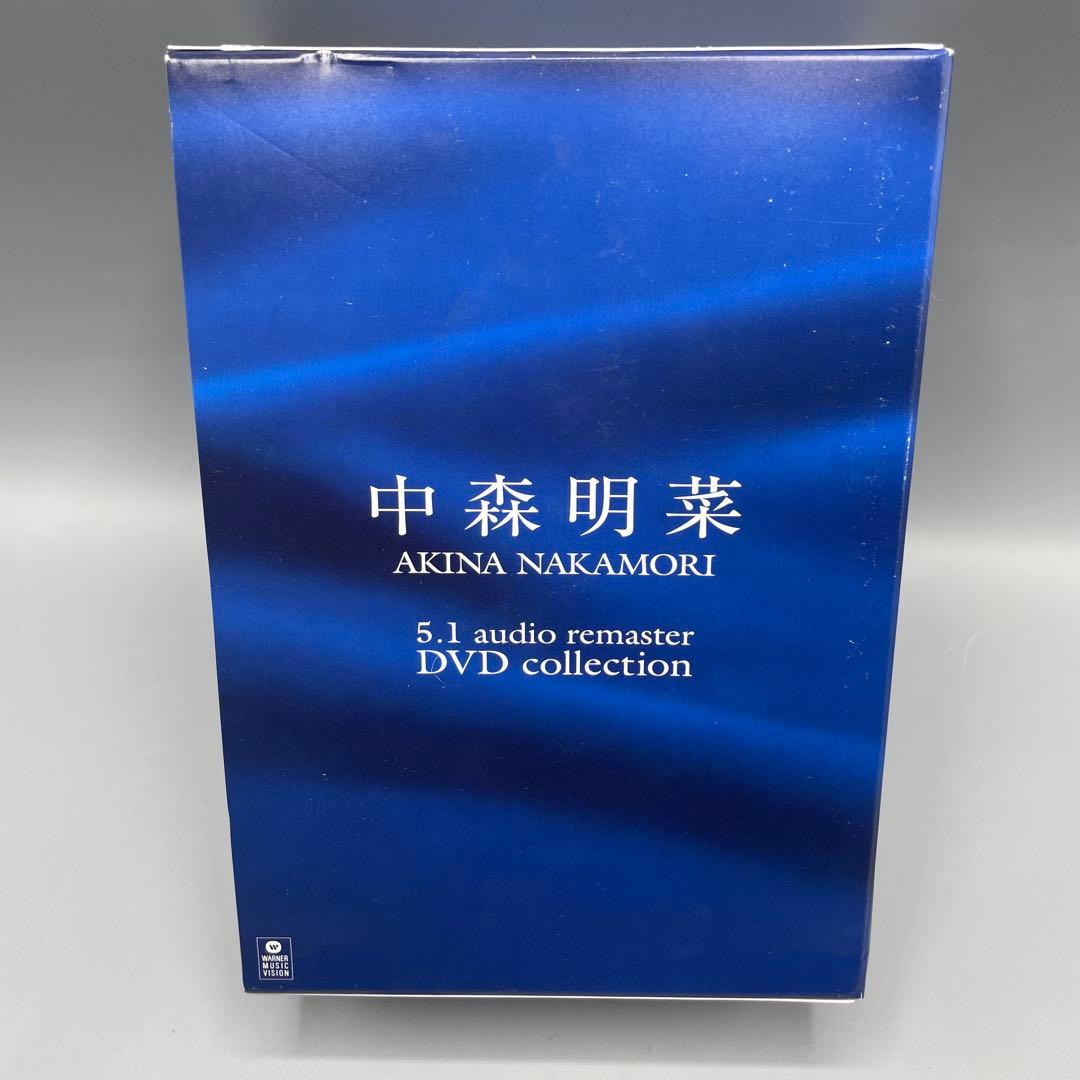 中森明菜
AKINA NAKAMORI
5.1 audio remaster
DVD collection
W
WARNER
MUSIC
VISION